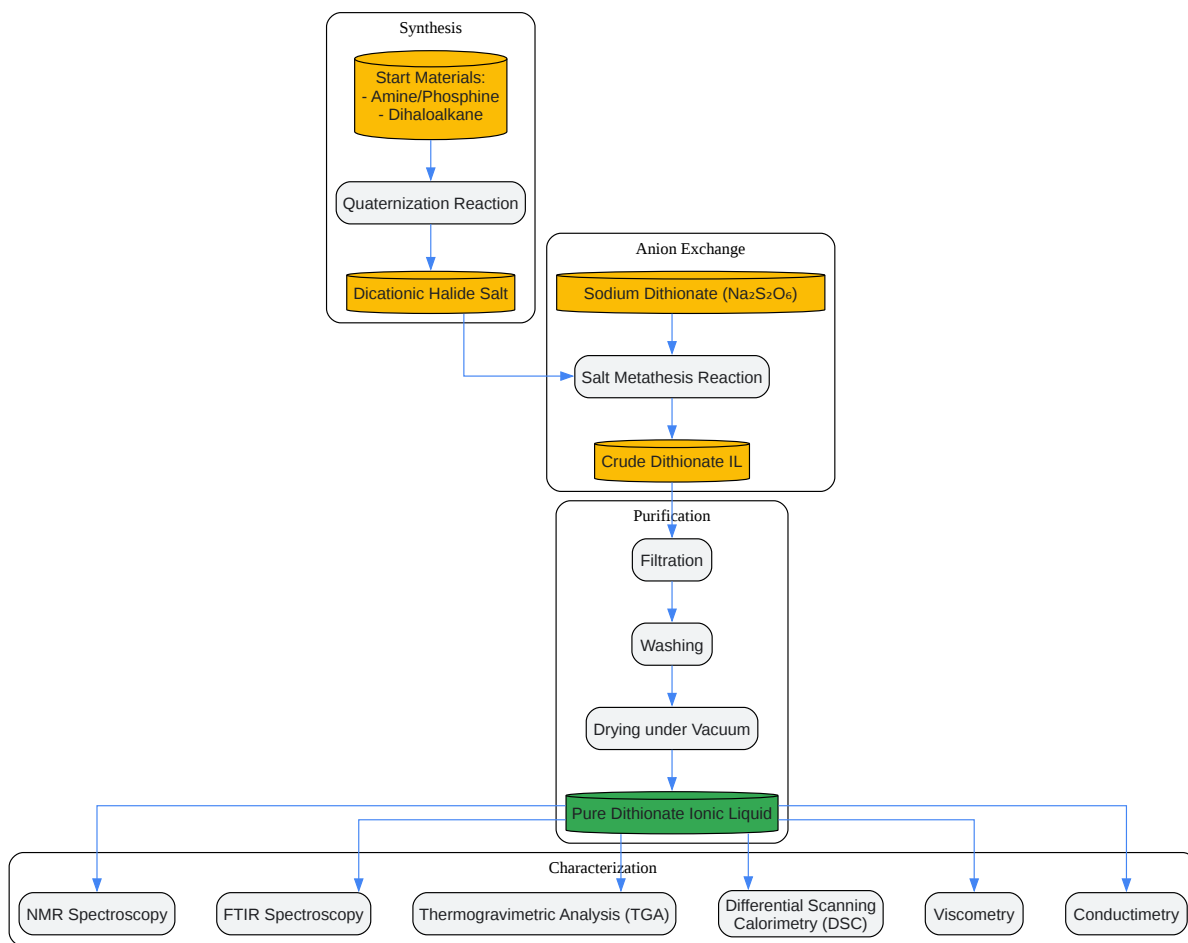 Synthesis
Start Materials:
- Amine/Phosphine
- Dihaloalkane
Quaternization Reaction
Dicationic Halide Salt
Anion Exchange
Sodium Dithionate (Na₂S₂O₆)
Salt Metathesis Reaction
Crude Dithionate IL
Purification
Filtration
Washing
Drying under Vacuum
Pure Dithionate Ionic Liquid
Characterization
NMR Spectroscopy
FTIR Spectroscopy
Thermogravimetric Analysis (TGA)
Differential Scanning
Calorimetry (DSC)
Viscometry
Conductimetry